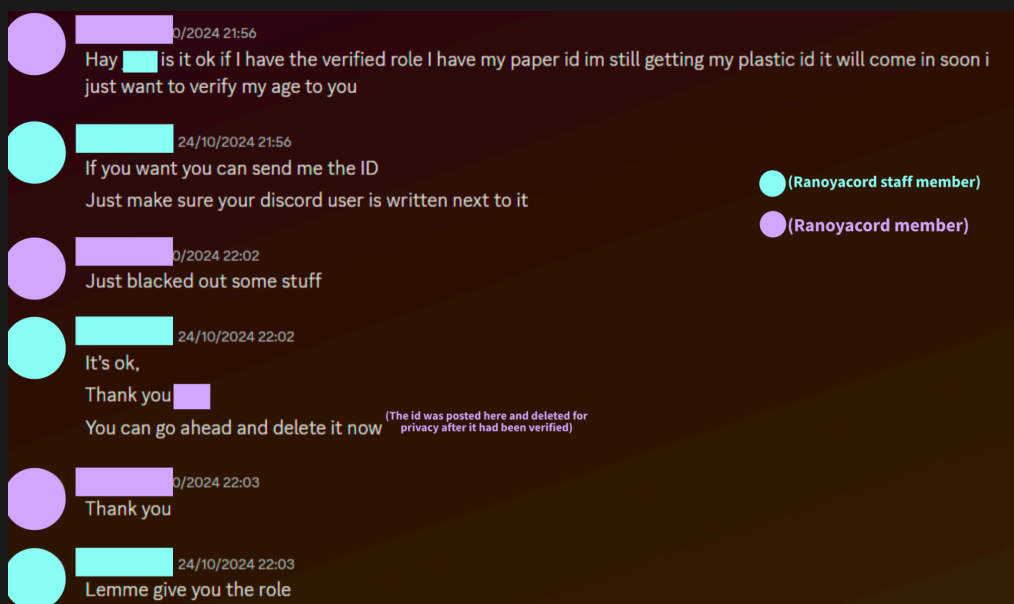 0/2024 21:56
Hay is it ok if I have the verified role I have my paper id im still getting my plastic id it will come in soon i
just want to verify my age to you
24/10/2024 21:56
If you want you can send me the ID
Just make sure your discord user is written next to it
(Ranoyacord staff member)
(Ranoyacord member)
0/2024 22:02
Just blacked out some stuff
24/10/2024 22:02
It's ok,
Thank you
You can go ahead and delete it now
(The id was posted here and deleted for
privacy after it had been verified)
0/2024 22:03
Thank you
24/10/2024 22:03
Lemme give you the role